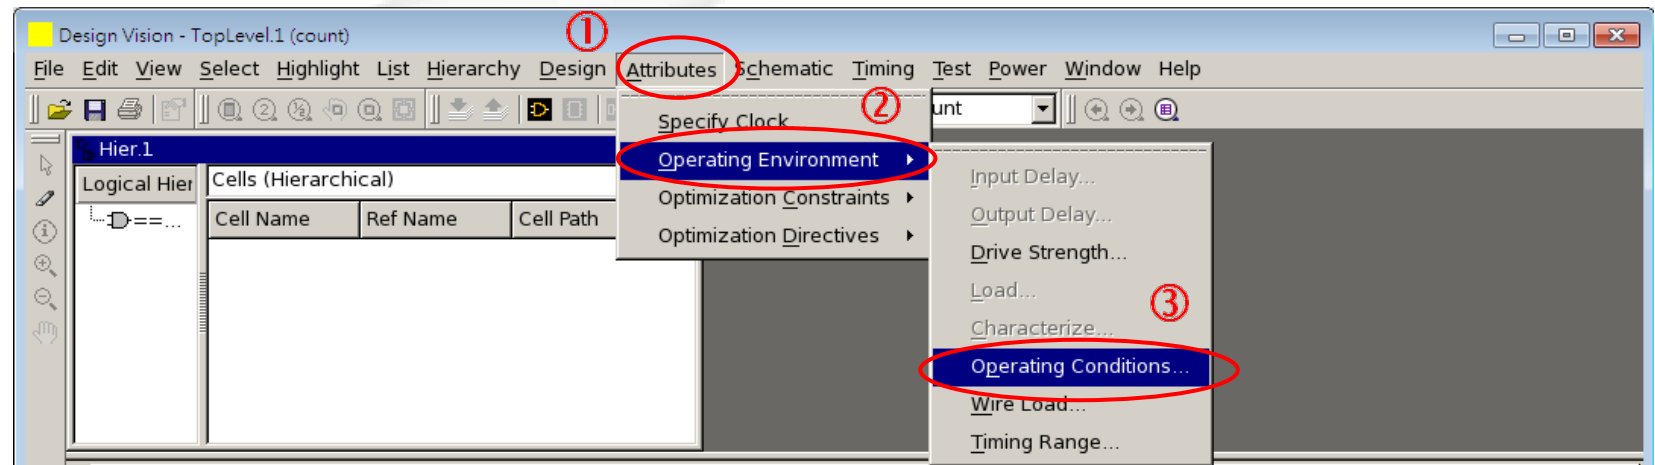 ①
Design Vision - TopLevel.1 (count)
File Edit View Select Highlight List Hierarchy Design Attributes Schematic Timing Test Power Window Help
②
Specify Clock
Hier.1
Operating Environment
Logical Hier
Cells (Hierarchical)
Input Delay...
Optimization Constraints
==...
Cell Name Ref Name Cell Path
Output Delay...
Optimization Directives
Drive Strength...
Load...
③
Characterize...
Operating Conditions...
Wire Load...
Timing Range...